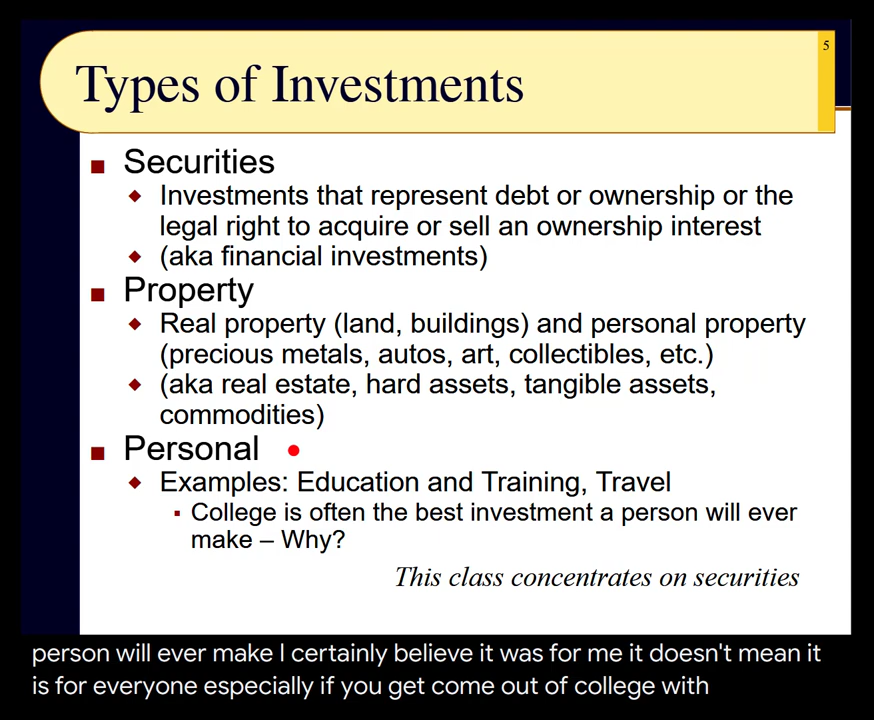 5
Types of Investments
Securities
Investments that represent debt or ownership or the
legal right to acquire or sell an ownership interest
(aka financial investments)
Property
Real property (land, buildings) and personal property
(precious metals, autos, art, collectibles, etc.)
(aka real estate, hard assets, tangible assets,
commodities)
Personal
Examples: Education and Training, Travel
College is often the best investment a person will ever
make – Why?
This class concentrates on securities
person will ever make I certainly believe it was for me it doesn't mean it
is for everyone especially if you get come out of college with